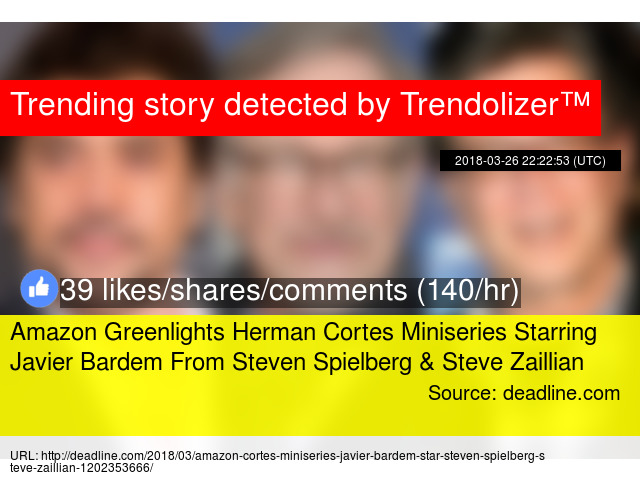 Trending story detected by Trendolizer™
2018-03-26 22:22:53 (UTC)
39 likes/shares/comments (140/hr)
Amazon Greenlights Herman Cortes Miniseries Starring
Javier Bardem From Steven Spielberg & Steve Zaillian
Source: deadline.com
URL: http://deadline.com/2018/03/amazon-cortes-miniseries-javier-bardem-star-steven-spielberg-s
teve-zaillian-1202353666/